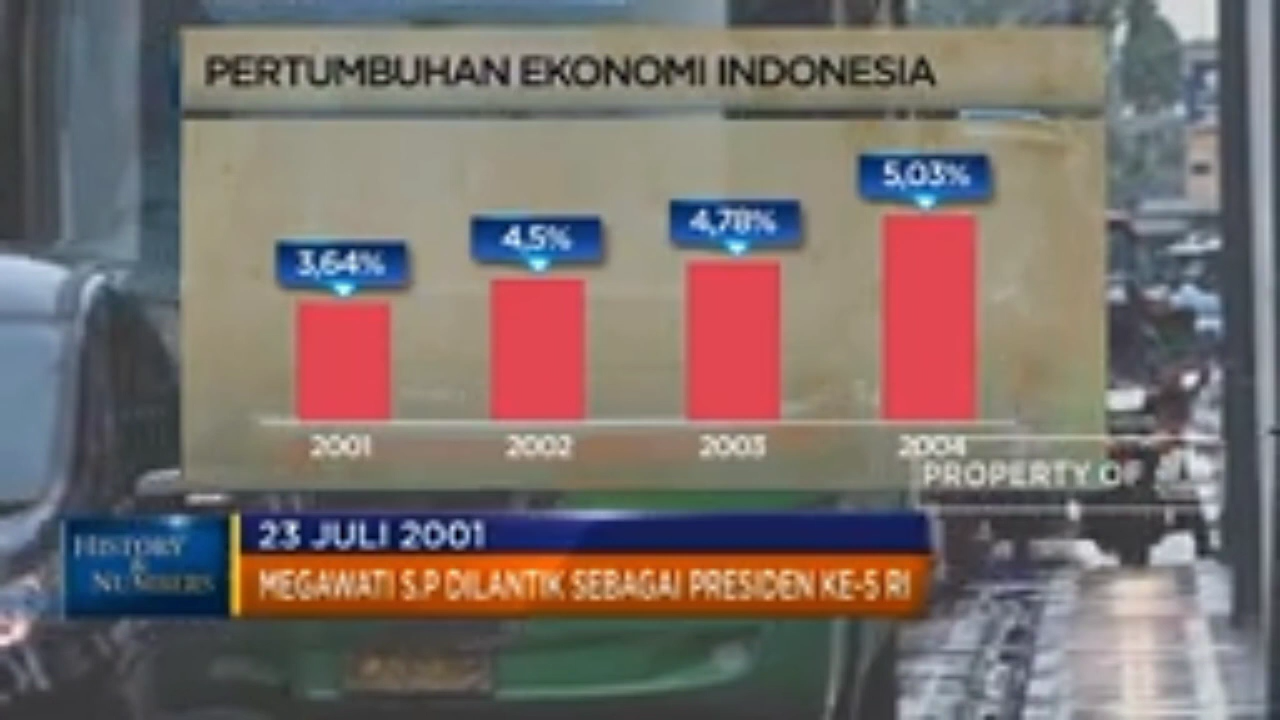 PERTUMBUHAN EKONOMI INDONESIA
3,64%
4,5%
4,78%
5,03%
2001
2002
2003
2004
PROPERTY OF
HISTORY
&
NUMBERS
23 JULI 2001
MEGAWATI S.P DILANTIK SEBAGAI PRESIDEN KE-5 RI